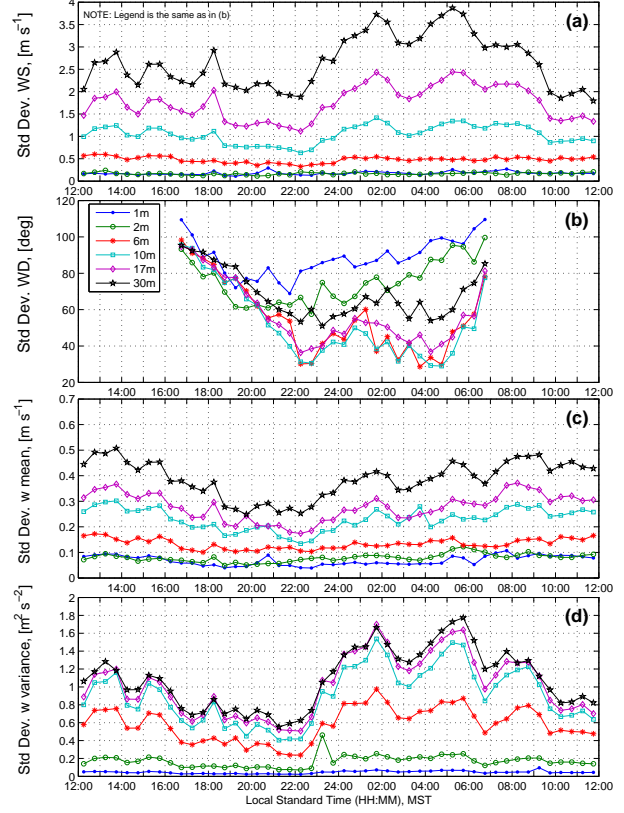 NOTE: Legend is the same as in (b)
(a)
Std Dev. WS, [m s⁻¹]
4
3.5
3
2.5
2
1.5
1
0.5
0
12:00 14:00 16:00 18:00 20:00 22:00 24:00 02:00 04:00 06:00 08:00 10:00 12:00
(b)
Std Dev. WD, [deg]
120
100
80
60
40
20
1m
2m
6m
10m
17m
30m
14:00 16:00 18:00 20:00 22:00 24:00 02:00 04:00 06:00 08:00 10:00 12:00
(c)
Std Dev. w mean, [m s⁻¹]
0.7
0.6
0.5
0.4
0.3
0.2
0.1
0
14:00 16:00 18:00 20:00 22:00 24:00 02:00 04:00 06:00 08:00 10:00 12:00
(d)
Std Dev. w variance, [m² s⁻²]
2
1.8
1.6
1.4
1.2
1
0.8
0.6
0.4
0.2
0
12:00 14:00 16:00 18:00 20:00 22:00 24:00 02:00 04:00 06:00 08:00 10:00 12:00
Local Standard Time (HH:MM), MST